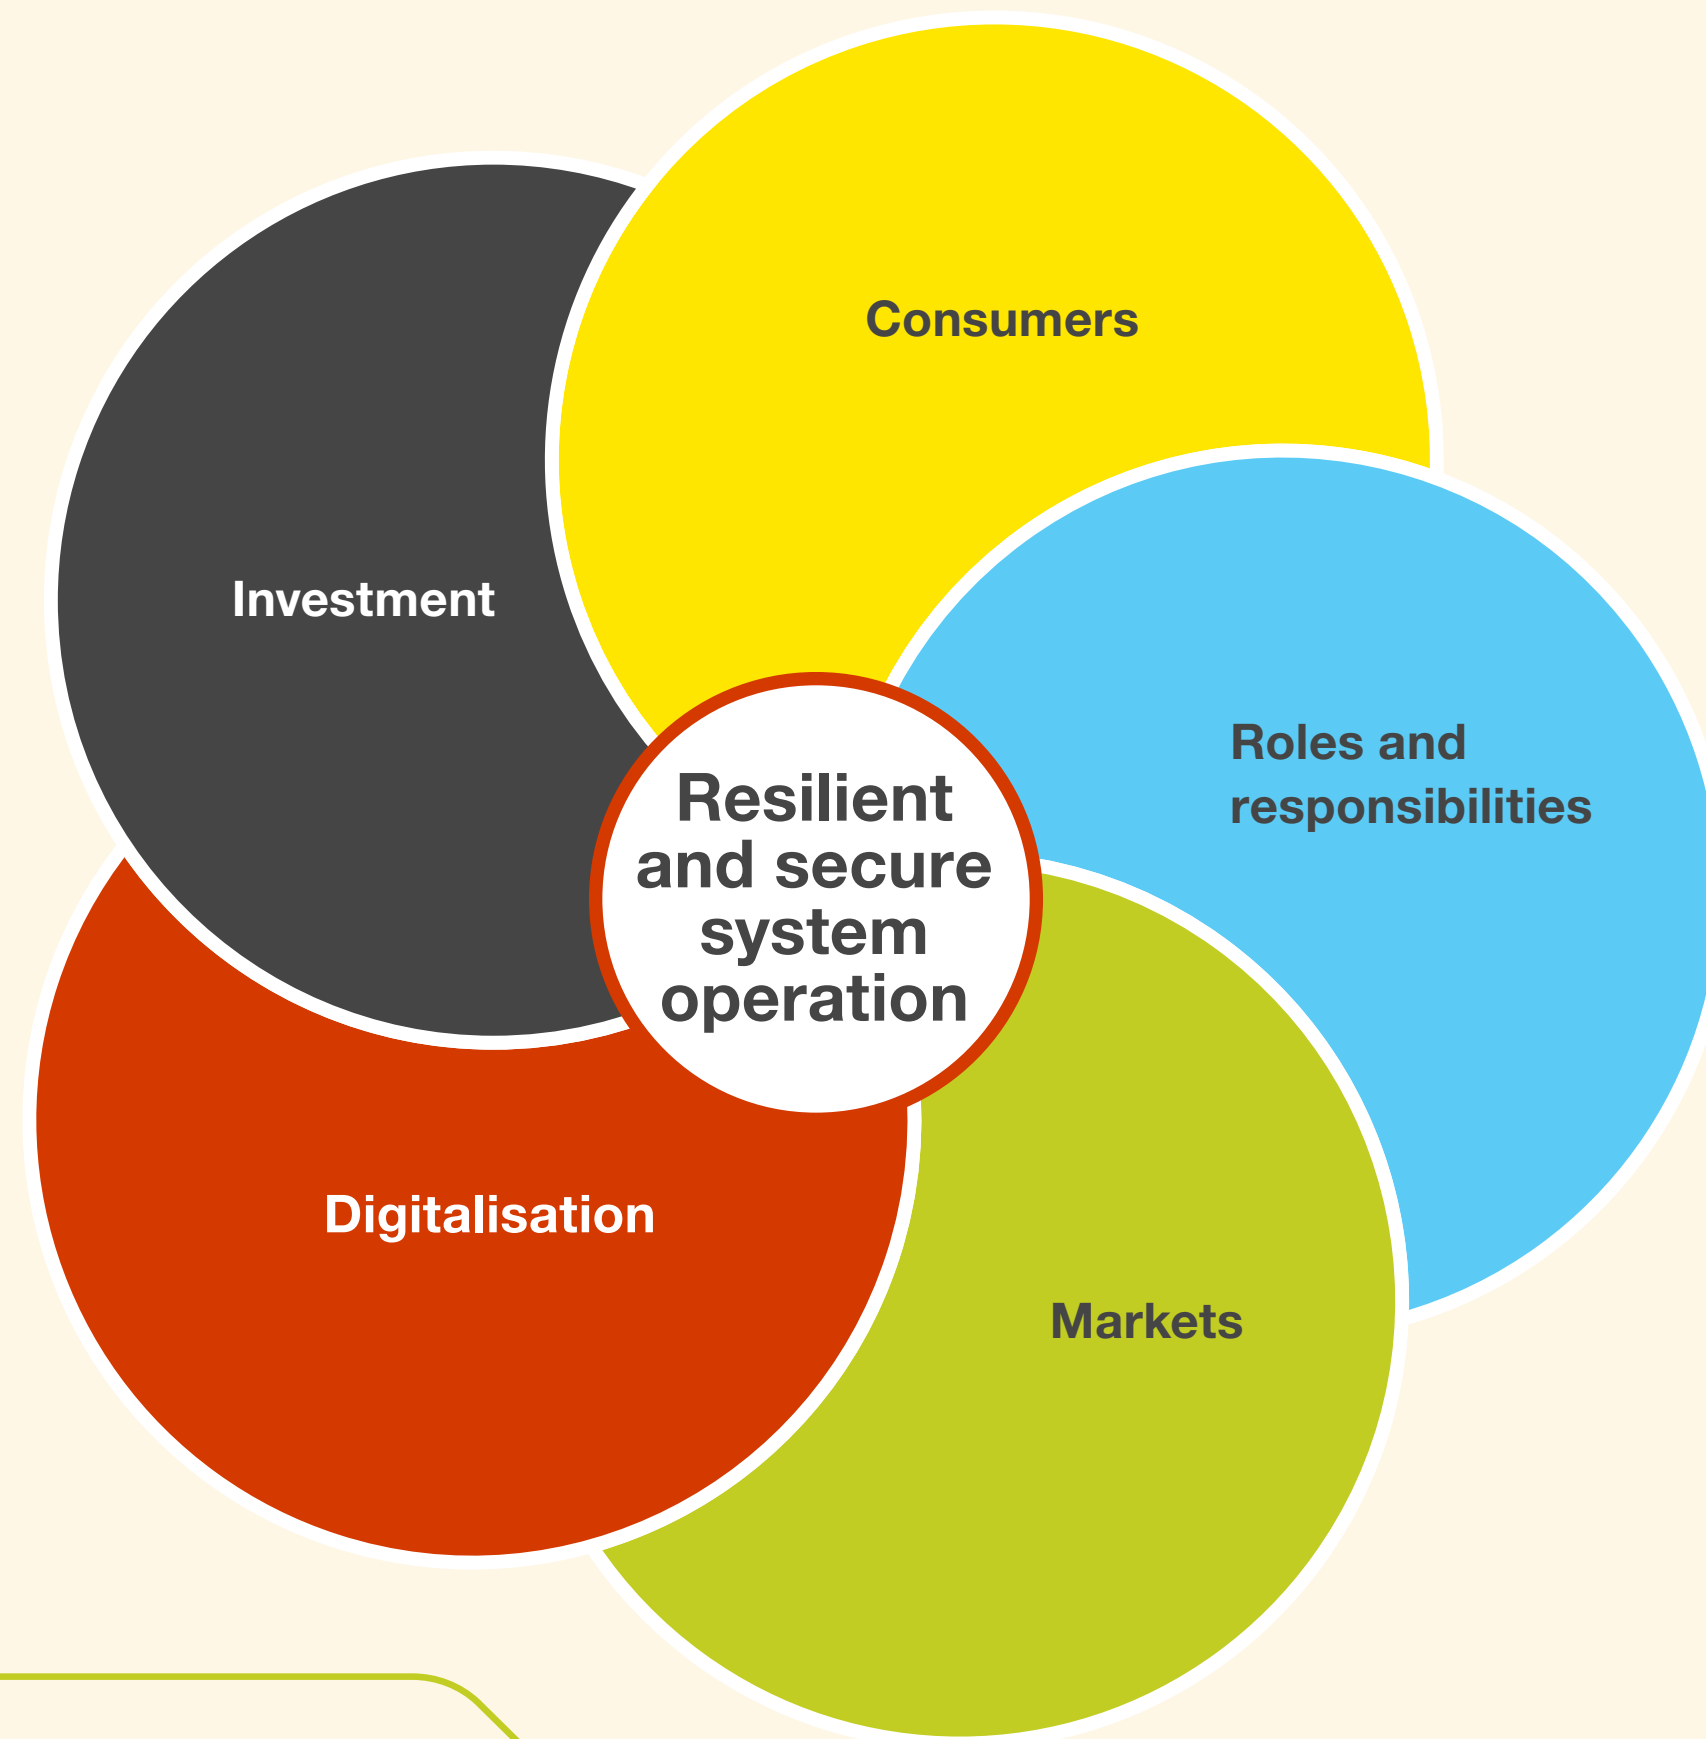 Consumers
Investment
Roles and
responsibilities
Resilient
and secure
system
operation
Digitalisation
Markets